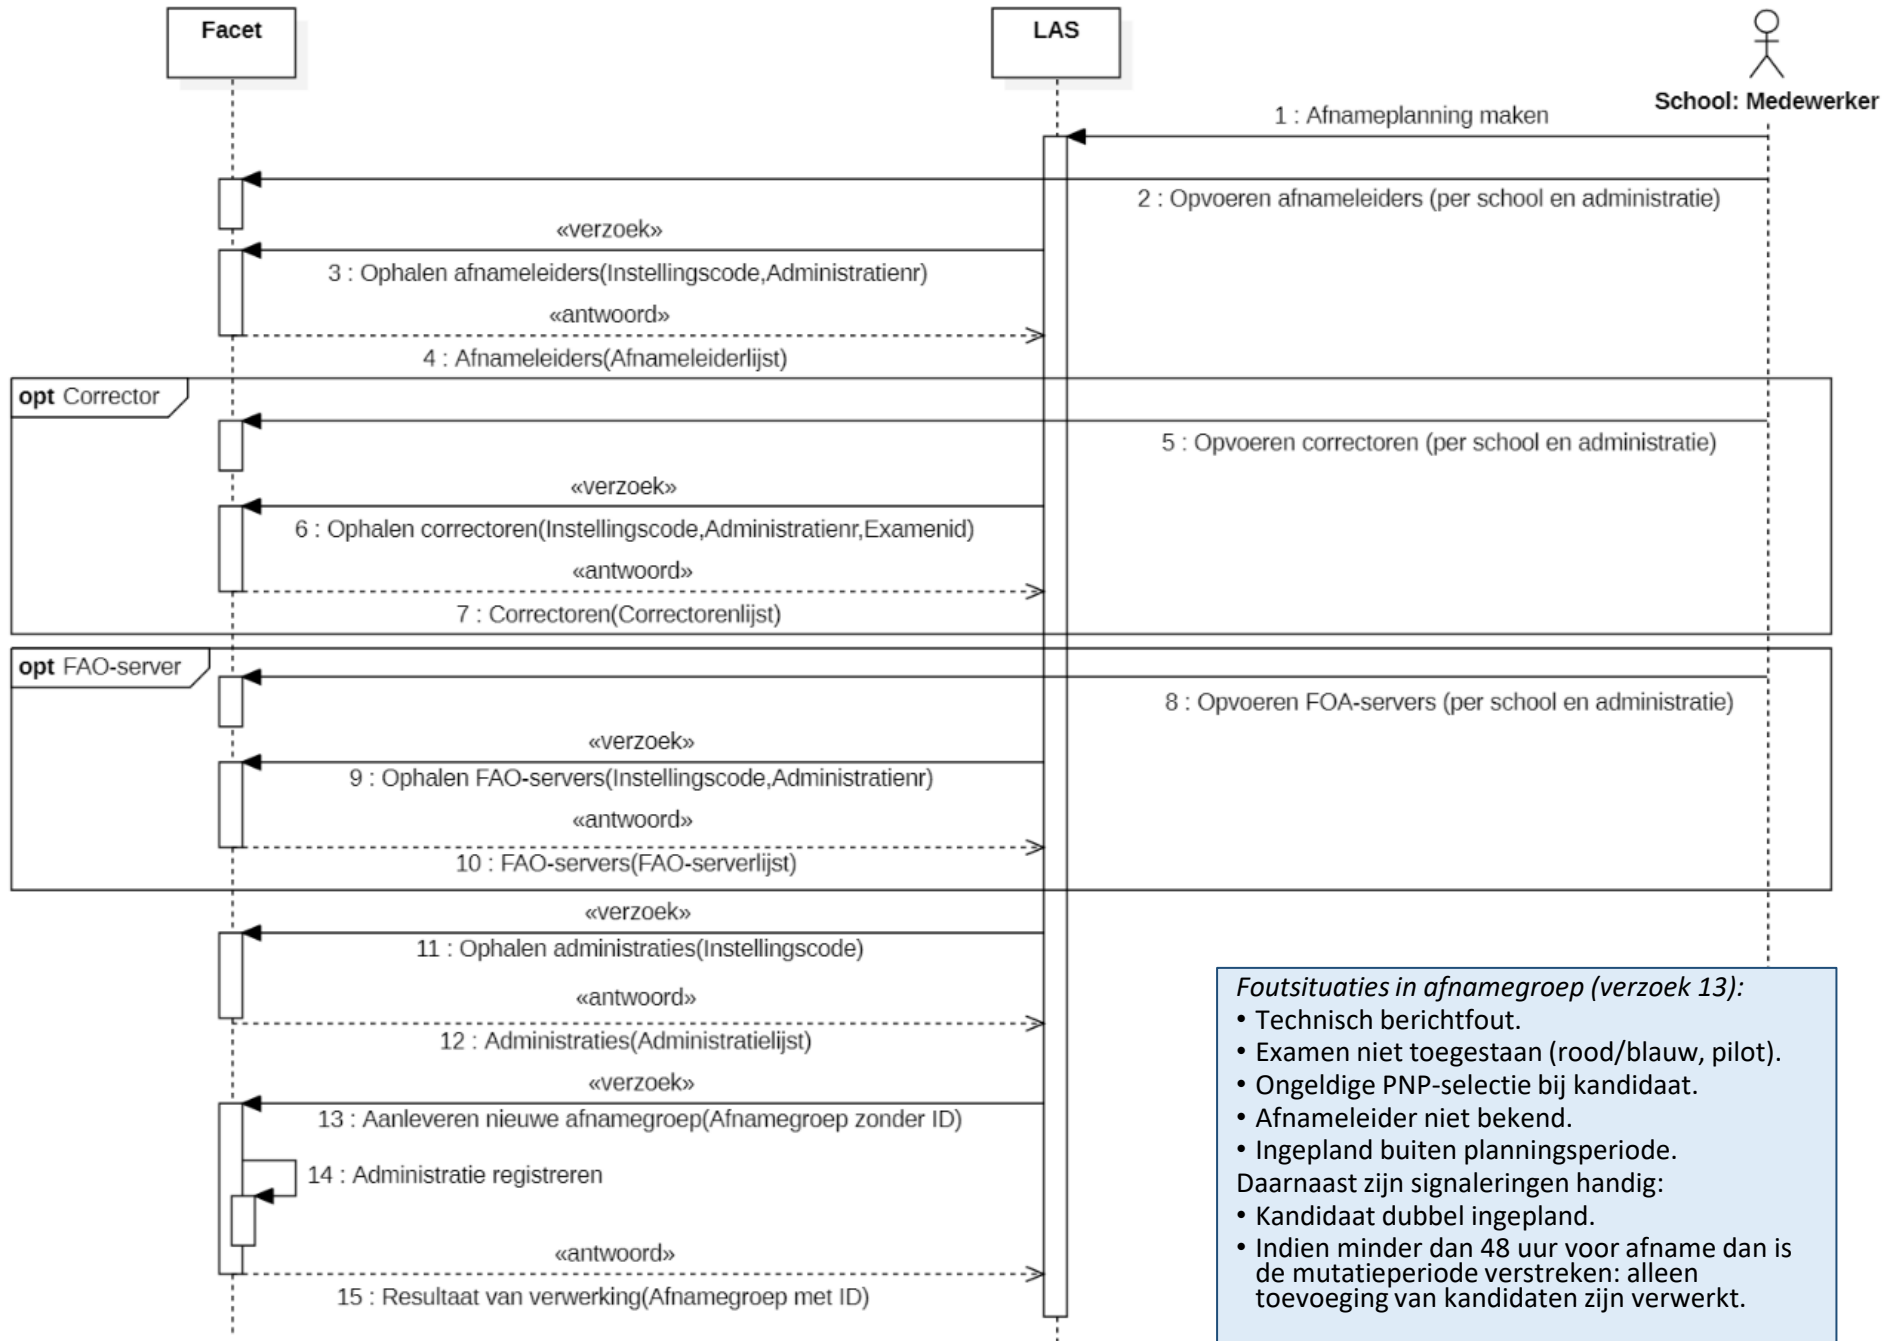 Facet
LAS
School: Medewerker
1 : Afnameplanning maken
2 : Opvoeren afnameleiders (per school en administratie)
«verzoek»
3 : Ophalen afnameleiders(Instellingscode,Administratienr)
«antwoord»
4 : Afnameleiders(Afnameleiderlijst)
opt Corrector
5 : Opvoeren correctoren (per school en administratie)
«verzoek»
6 : Ophalen correctoren(Instellingscode,Administratienr,Examenid)
«antwoord»
7 : Correctoren(Correctorenlijst)
opt FAO-server
8 : Opvoeren FOA-servers (per school en administratie)
«verzoek»
9 : Ophalen FAO-servers(Instellingscode,Administratienr)
«antwoord»
10 : FAO-servers(FAO-serverlijst)
«verzoek»
11 : Ophalen administraties(Instellingscode)
«antwoord»
12 : Administraties(Administratielijst)
«verzoek»
13 : Aanleveren nieuwe afnamegroep(Afnamegroep zonder ID)
14 : Administratie registreren
«antwoord»
15 : Resultaat van verwerking(Afnamegroep met ID)
Foutsituaties in afnamegroep (verzoek 13):
• Technisch berichtfout.
• Examen niet toegestaan (rood/blauw, pilot).
• Ongeldige PNP-selectie bij kandidaat.
• Afnameleider niet bekend.
• Ingepland buiten planningsperiode.
Daarnaast zijn signaleringen handig:
• Kandidaat dubbel ingepland.
• Indien minder dan 48 uur voor afname dan is
de mutatieperiode verstreken: alleen
toevoeging van kandidaten zijn verwerkt.